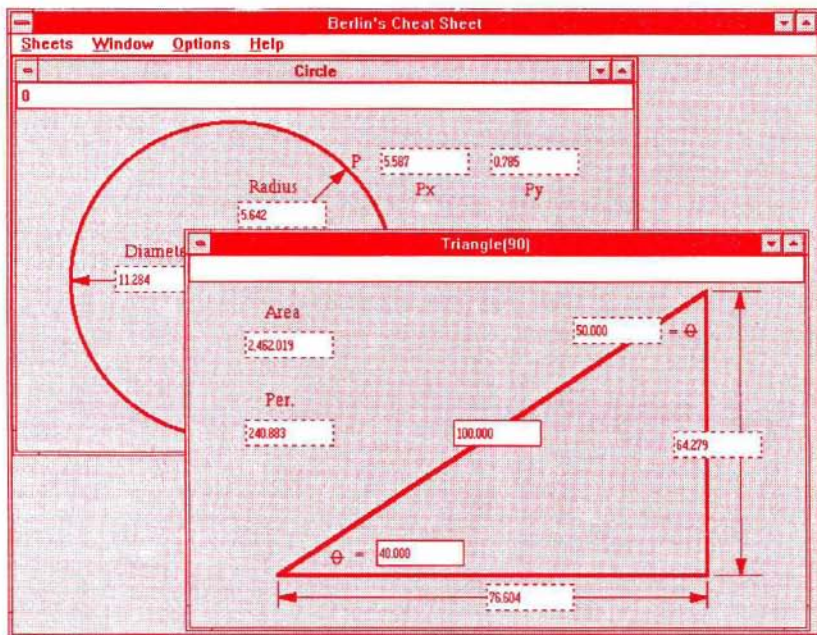 Berlin's Cheat Sheet
Sheets Window Options Help
Circle
0
P 5.587 0.785
Px Py
Radius
5.642
Diamete
11.284
Triangle(90)
Area
2,462.019
50.000 = θ
Per.
240.883
100.000
64.279
θ = 40.000
76.604